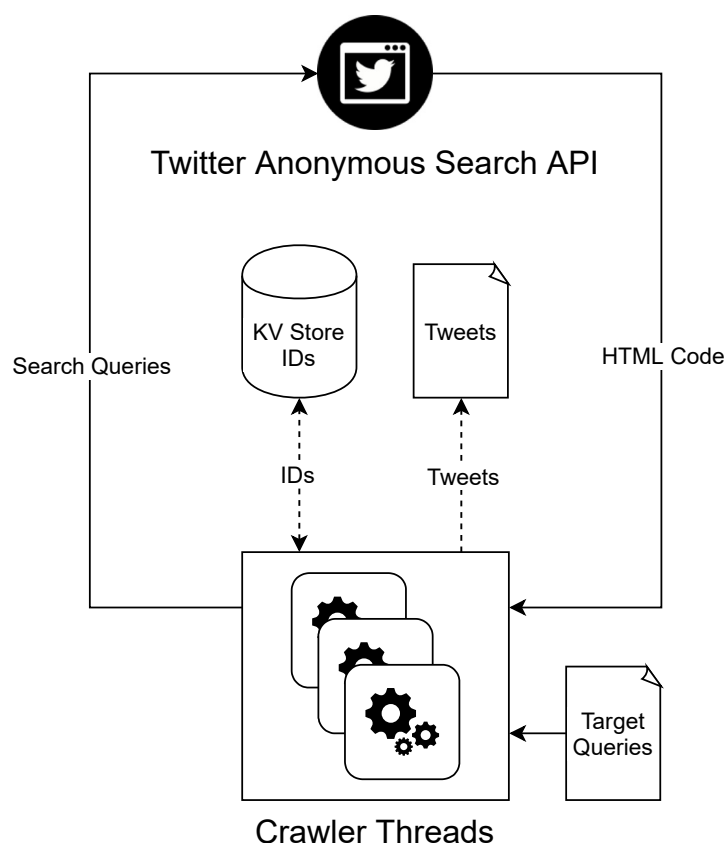 Twitter Anonymous Search API
KV Store
IDs
Tweets
Search Queries
HTML Code
IDs
Tweets
Target
Queries
Crawler Threads